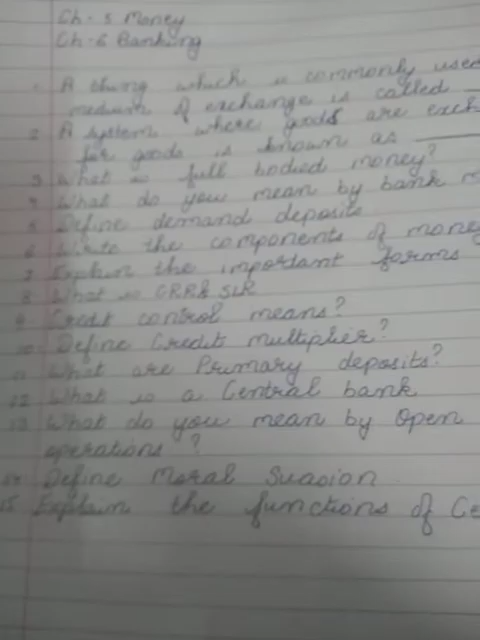 Ch - 5 Money
Ch - 6 Banking
1 A thing which is commonly used
medium of exchange is called
2 A system where goods are exch
for goods is known as
3 What is full bodied money?
4 What do you mean by bank m
5 Define demand deposits
6 Write the components of money
7 Explain the important forms
8 What is CRR & SLR
9 Credit control means?
10 Define Credit multiplier?
11 What are Primary deposits?
12 What is a Central bank
13 What do you mean by Open
operations ?
14 Define Moral Suasion
15 Explain the functions of Ce